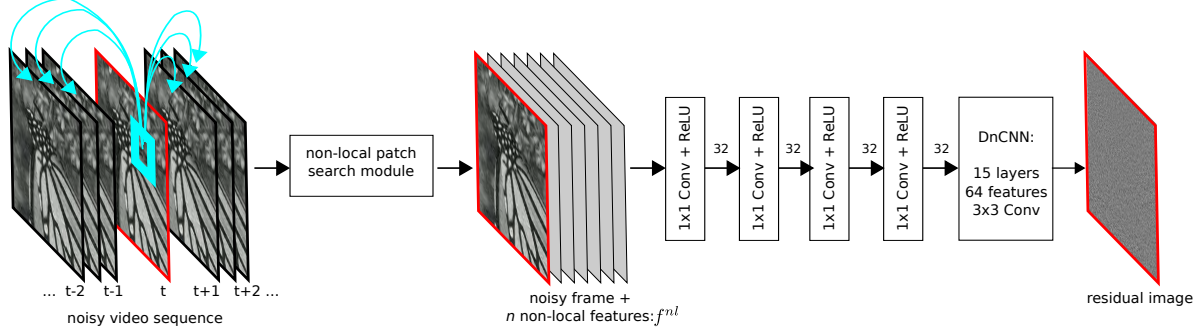 ... t-2 t-1 t t+1 t+2 ...
noisy video sequence
non-local patch
search module
noisy frame +
n non-local features: f^{nl}
1x1 Conv + ReLU
32
1x1 Conv + ReLU
32
1x1 Conv + ReLU
32
1x1 Conv + ReLU
32
DnCNN:
15 layers
64 features
3x3 Conv
residual image